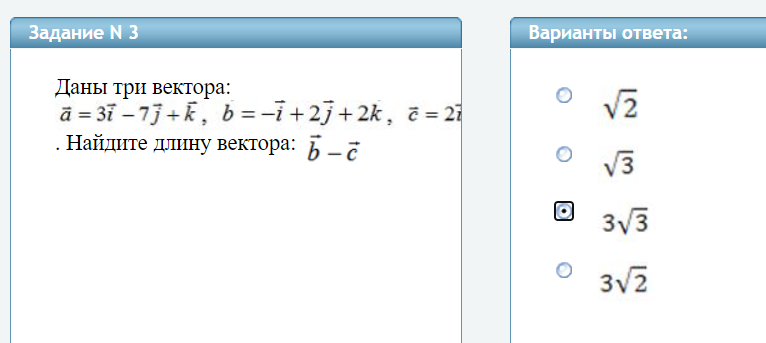 Задание N 3
Даны три вектора:
a⃗ = 3i⃗ – 7j⃗ + k⃗, b = –i⃗ + 2j⃗ + 2k, c⃗ = 2i⃗
. Найдите длину вектора: b⃗ – c⃗
Варианты ответа:
√2
√3
3√3
3√2